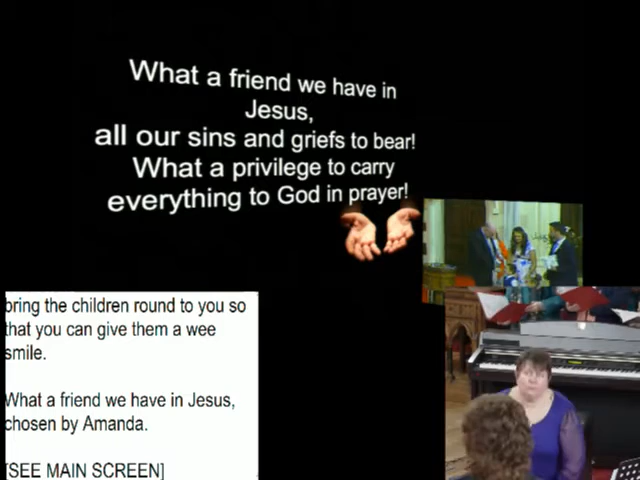 What a friend we have in
Jesus,
all our sins and griefs to bear!
What a privilege to carry
everything to God in prayer!
bring the children round to you so
that you can give them a wee
smile.
What a friend we have in Jesus,
chosen by Amanda.
[SEE MAIN SCREEN]